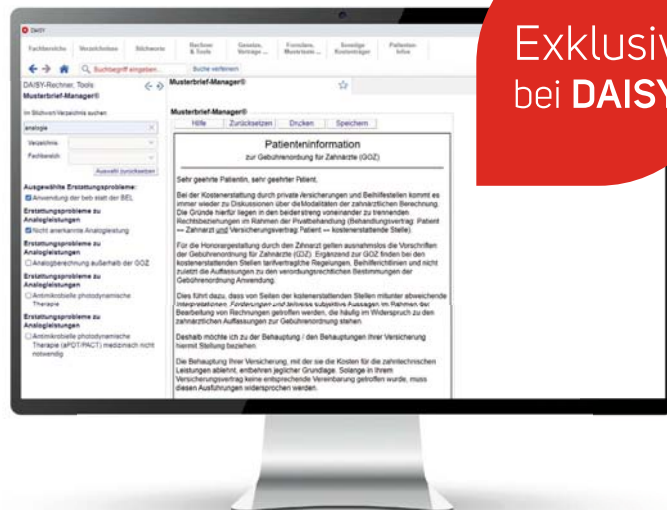 Exklusiv
bei DAISY
DAISY
Fachbereiche
Verzeichnisse
Stichworte
Rechner & Tools
Gesetze, Verträge ...
Formulare, Mustertexte ...
Sonstige Kostenträger
Patienten-Infos
Suchbegriff eingeben...
Suche verfeinern
DAISY-Rechner, Tools
Musterbrief-Manager®
Im Stichwort-Verzeichnis suchen
analogie
Verzeichnis
Fachbereich
Auswahl zurücksetzen
Ausgewählte Erstattungsprobleme:
Anwendung der beb statt der BEL
Erstattungsprobleme zu
Analogleistungen
Nicht anerkannte Analogleistung
Erstattungsprobleme zu
Analogleistungen
Analogberechnung außerhalb der GOZ
Erstattungsprobleme zu
Analogleistungen
Antimikrobielle photodynamische
Therapie
Erstattungsprobleme zu
Analogleistungen
Antimikrobielle photodynamische
Therapie (aPDT/PACT) medizinisch nicht
notwendig
Musterbrief-Manager®
Musterbrief-Manager®
Hilfe
Zurücksetzen
Drucken
Speichern
Patienteninformation
zur Gebührenordnung für Zahnärzte (GOZ)
Sehr geehrte Patientin, sehr geehrter Patient,
Bei der Kostenerstattung durch private Versicherungen und Beihilfestellen kommt es
immer wieder zu Diskussionen über die Modalitäten der zahnärztlichen Berechnung.
Die Gründe hierfür liegen in den beiden streng voneinander zu trennenden
Rechtsbeziehungen im Rahmen der Privatbehandlung (Behandlungsvertrag: Patient
↔ Zahnarzt und Versicherungsvertrag: Patient ↔ kostenerstattende Stelle).
Für die Honorargestaltung durch den Zahnarzt gelten ausnahmslos die Vorschriften
der Gebührenordnung für Zahnärzte (GOZ). Ergänzend zur GOZ finden bei den
kostenerstattenden Stellen tarifvertragliche Regelungen, Beihilferichtlinien und nicht
zuletzt die Auffassungen zu den verordnungsrechtlichen Bestimmungen der
Gebührenordnung Anwendung.
Dies führt dazu, dass von Seiten der kostenerstattenden Stellen mitunter abweichende
Interpretationen, Forderungen und teilweise subjektive Aussagen im Rahmen der
Bearbeitung von Rechnungen getroffen werden, die häufig im Widerspruch zu den
zahnärztlichen Auffassungen zur Gebührenordnung stehen.
Deshalb möchte ich zu der Behauptung / den Behauptungen Ihrer Versicherung
hiermit Stellung beziehen.
Die Behauptung Ihrer Versicherung, mit der sie die Kosten für die zahntechnischen
Leistungen ablehnt, entbehren jeglicher Grundlage. Solange in Ihrem
Versicherungsvertrag keine entsprechende Vereinbarung getroffen wurde, muss
diesen Ausführungen widersprochen werden.